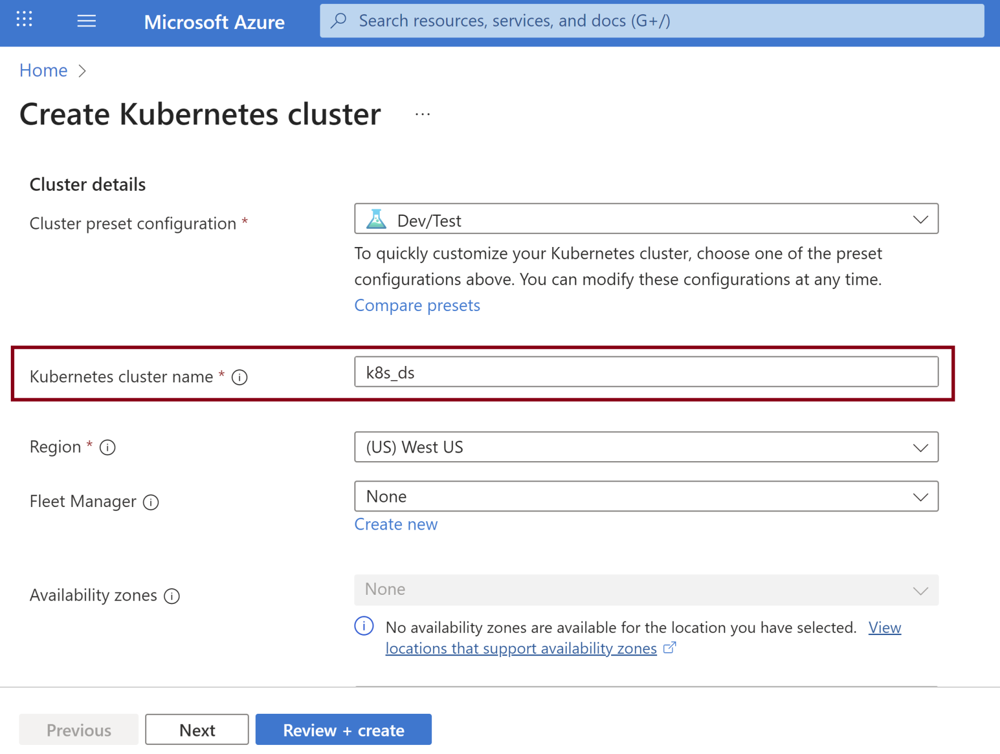 Microsoft Azure
Search resources, services, and docs (G+/)
Home
Create Kubernetes cluster
...
Cluster details
Cluster preset configuration *
Dev/Test
To quickly customize your Kubernetes cluster, choose one of the preset
configurations above. You can modify these configurations at any time.
Compare presets
Kubernetes cluster name *
k8s_ds
Region *
(US) West US
Fleet Manager
None
Create new
Availability zones
None
No availability zones are available for the location you have selected. View
locations that support availability zones
Previous
Next
Review + create